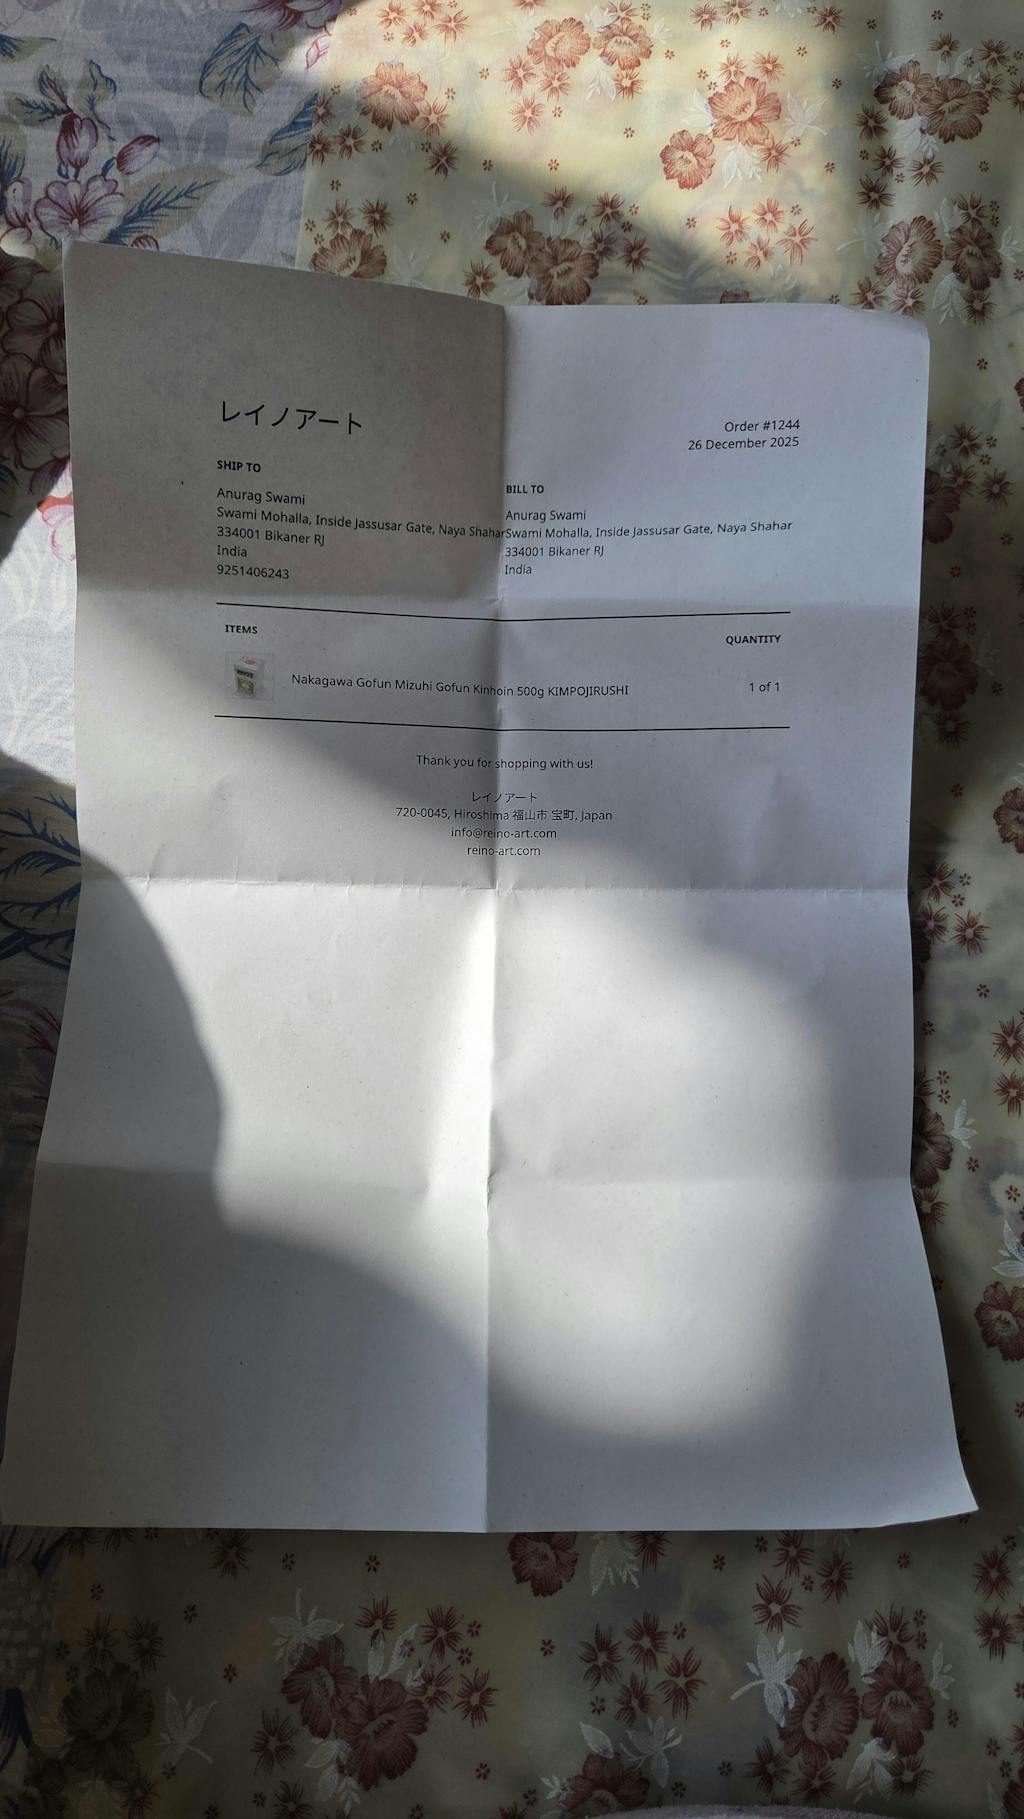 レイノアート
Order #1244
26 December 2025
SHIP TO
Anurag Swami
Swami Mohalla, Inside Jassusar Gate, Naya Shahar
334001 Bikaner RJ
India
9251406243
BILL TO
Anurag Swami
Swami Mohalla, Inside Jassusar Gate, Naya Shahar
334001 Bikaner RJ
India
ITEMS
QUANTITY
Nakagawa Gofun Mizuhi Gofun Kinhoin 500g KIMPOJIRUSHI
1 of 1
Thank you for shopping with us!
レイノアート
720-0045, Hiroshima 福山市 宝町, Japan
info@reino-art.com
reino-art.com